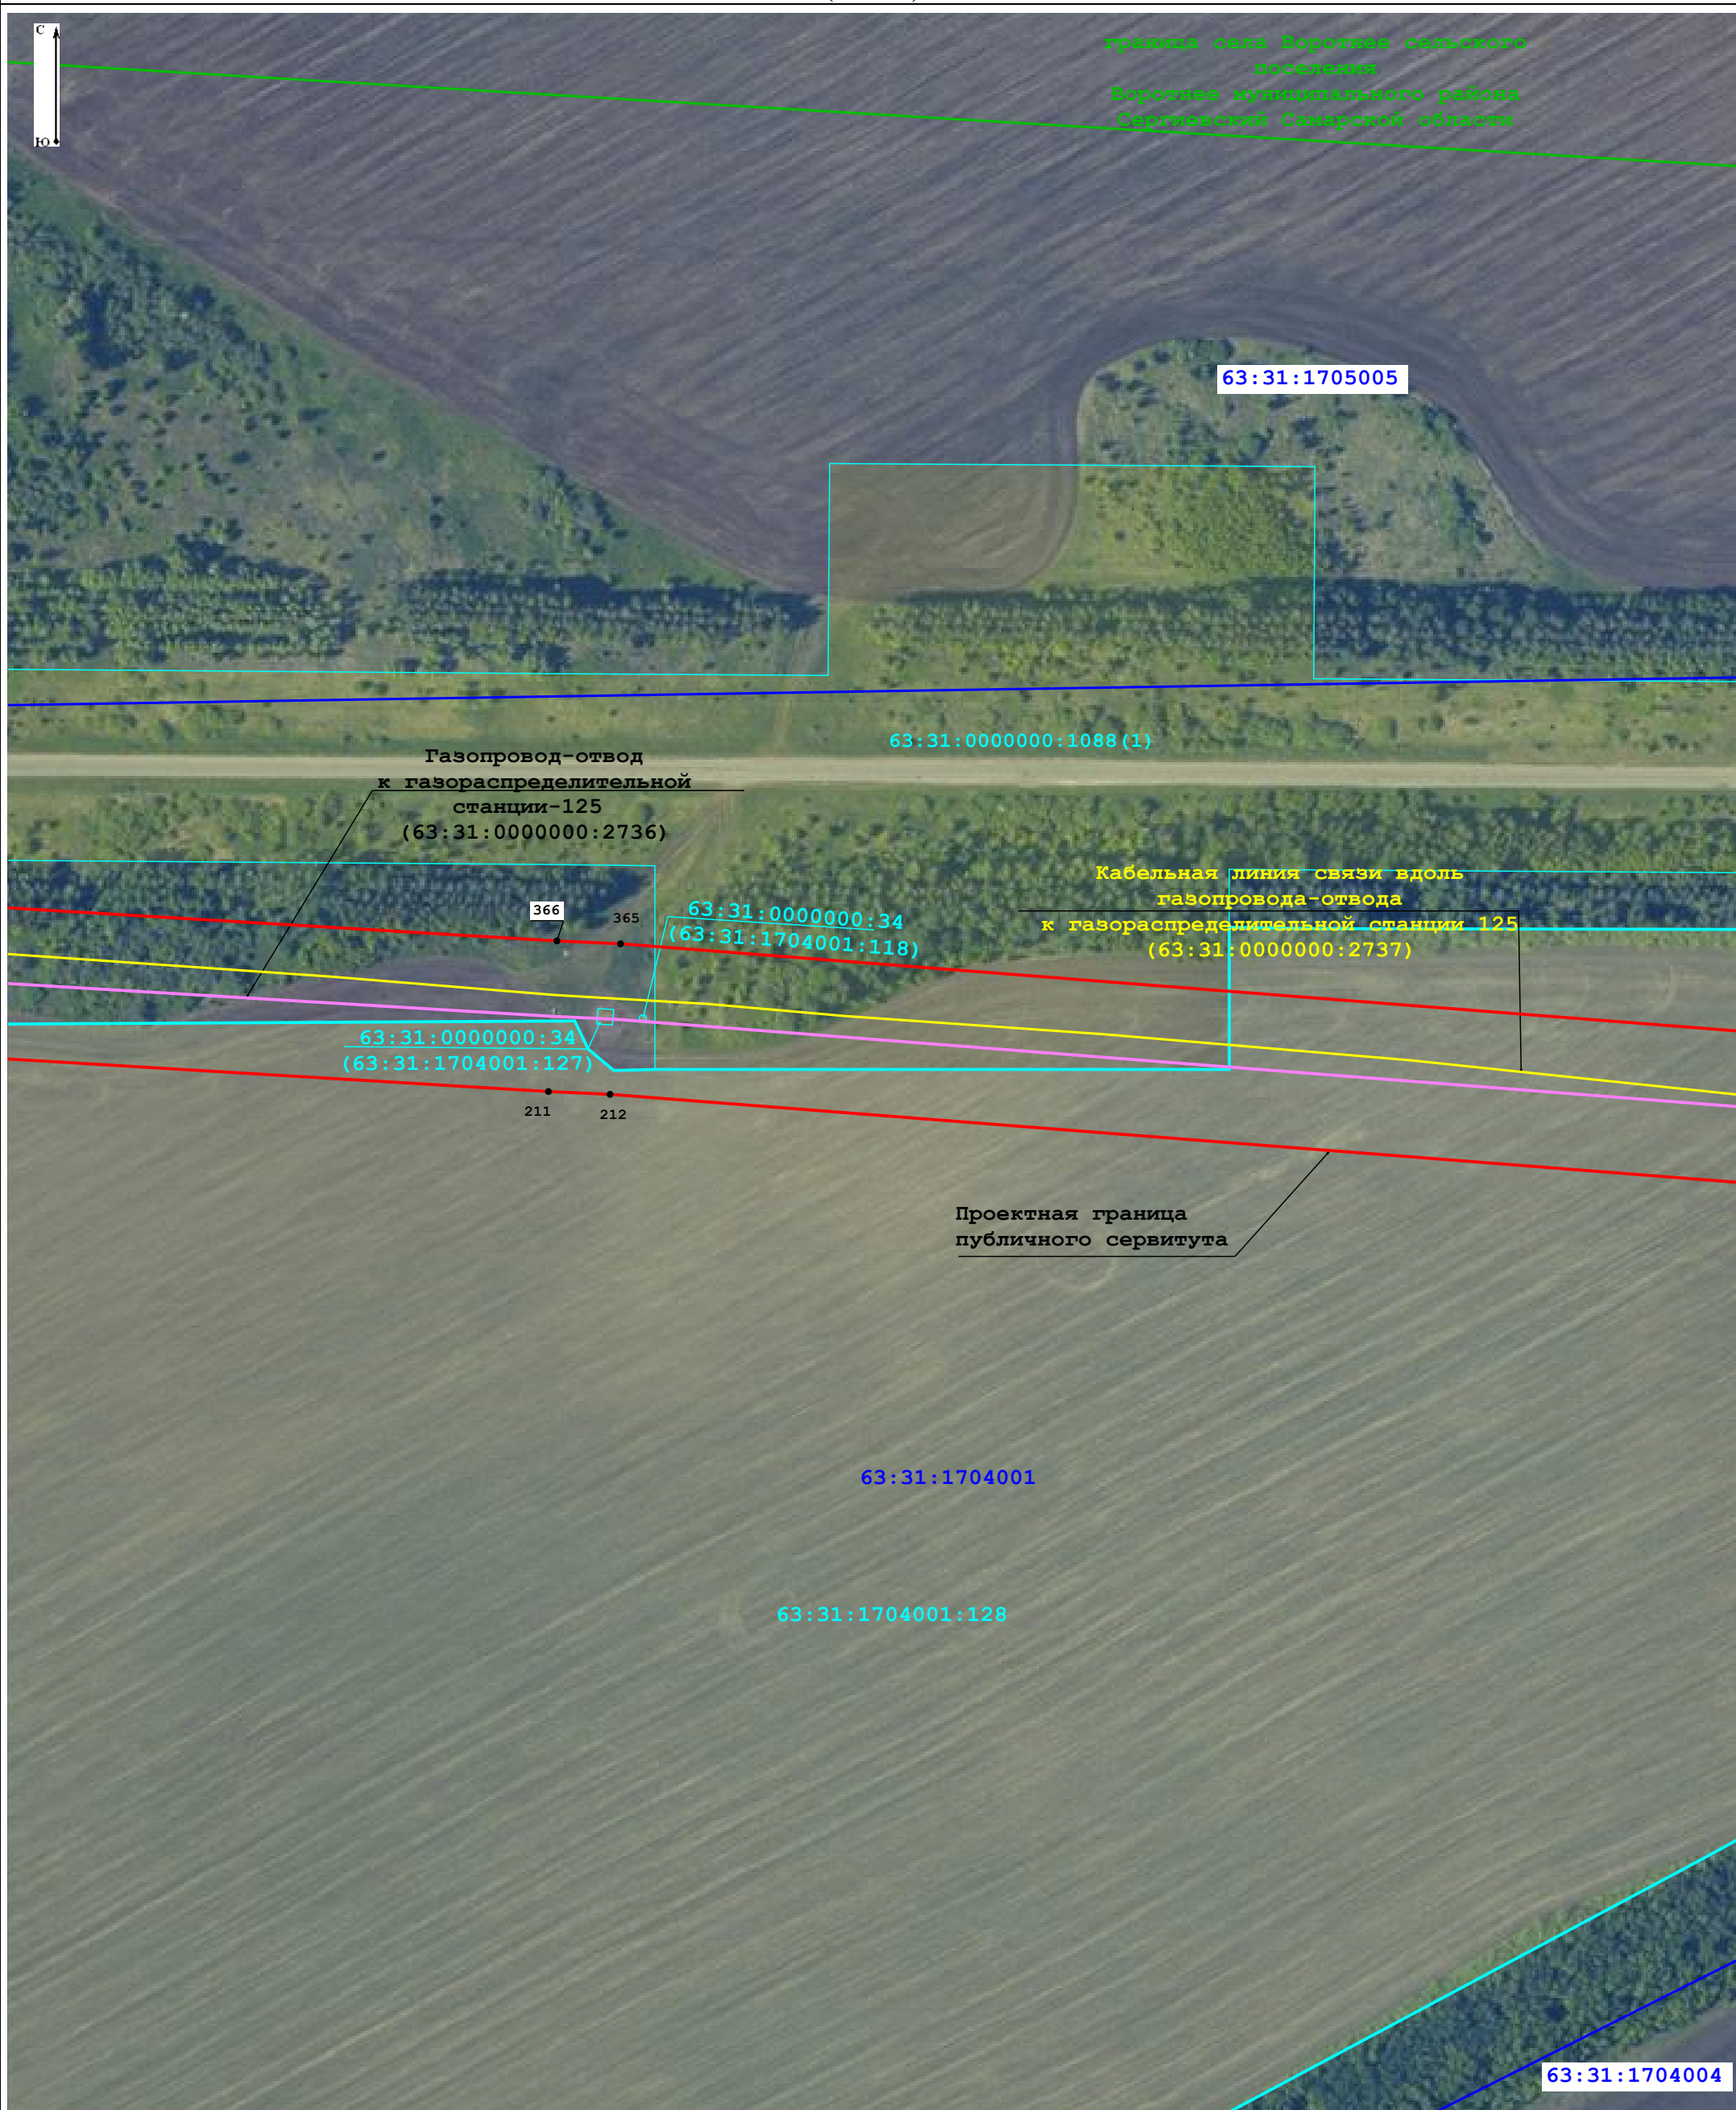 С
Ю
граница села Воротнее сельского
поселения
Воротнее муниципального района
Сергиевский Самарской области
63:31:1705005
63:31:0000000:1088(1)
Газопровод-отвод
к газораспределительной
станции-125
(63:31:0000000:2736)
Кабельная линия связи вдоль
газопровода-отвода
к газораспределительной станции 125
(63:31:0000000:2737)
366
365
63:31:0000000:34
(63:31:1704001:118)
63:31:0000000:34
(63:31:1704001:127)
211
212
Проектная граница
публичного сервитута
63:31:1704001
63:31:1704001:128
63:31:1704004